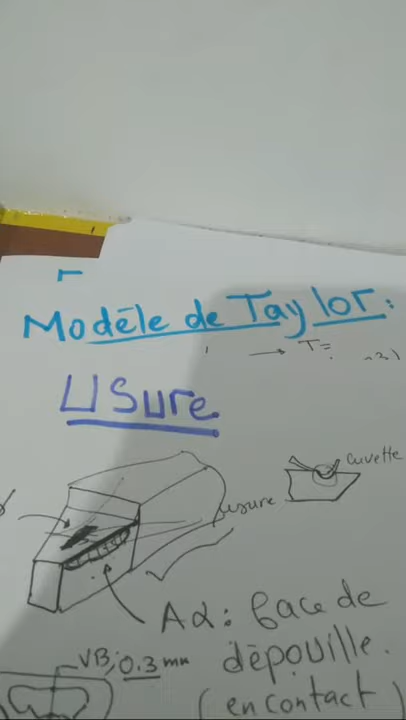 Modèle de Taylor:
→ T=
Usure
cuvette
usure
Aα: face de
dépouille.
VB; 0.3 mm
(en contact)